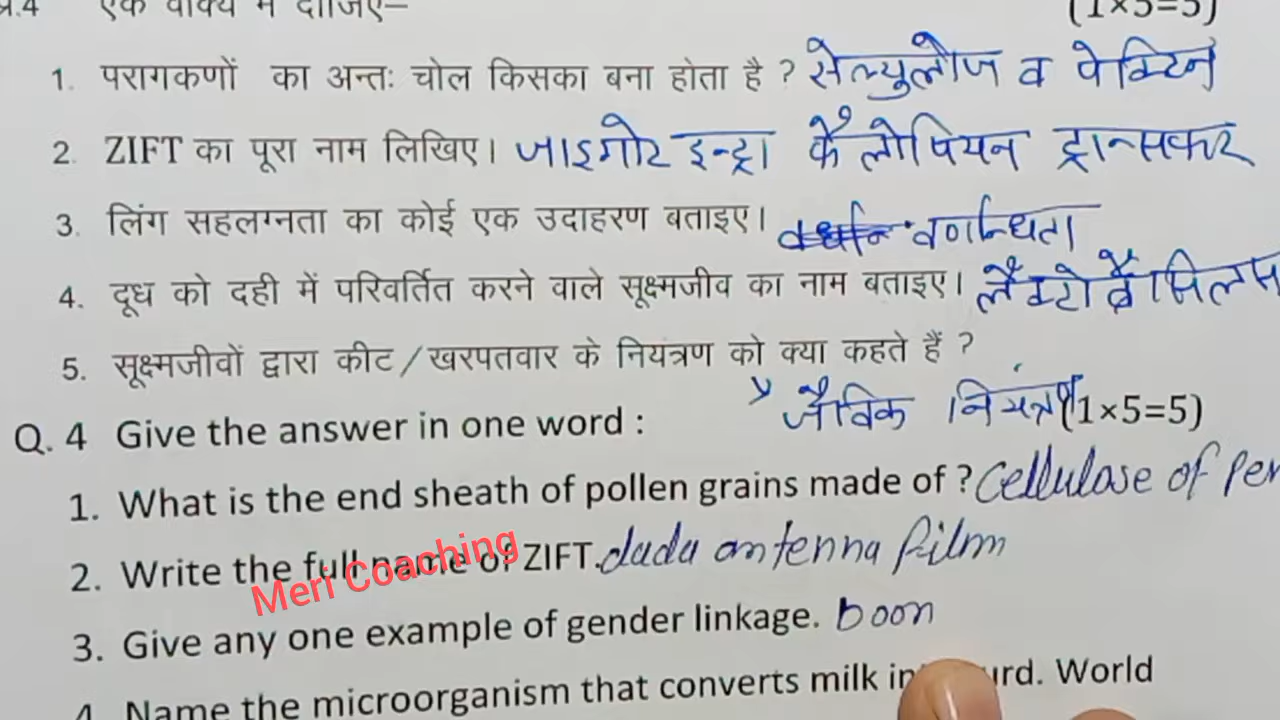 प्र.4 एक वाक्य में दीजिए– (1×5=5)
1. परागकणों का अन्तः चोल किसका बना होता है ? सेल्युलोज व पेक्टिन
2. ZIFT का पूरा नाम लिखिए। जाइगोट इन्ट्रा फैलोपियन ट्रान्सफर
3. लिंग सहलग्नता का कोई एक उदाहरण बताइए। वर्णान्धता
4. दूध को दही में परिवर्तित करने वाले सूक्ष्मजीव का नाम बताइए। लैक्टोबैसिलस
5. सूक्ष्मजीवों द्वारा कीट/खरपतवार के नियत्रण को क्या कहते हैं ?
जैविक नियंत्रण (1×5=5)
Q. 4 Give the answer in one word :
1. What is the end sheath of pollen grains made of ? Cellulose of Pe
2. Write the full name of ZIFT. dada antenna film
Meri Coaching
3. Give any one example of gender linkage. boon
4. Name the microorganism that converts milk in urd. World